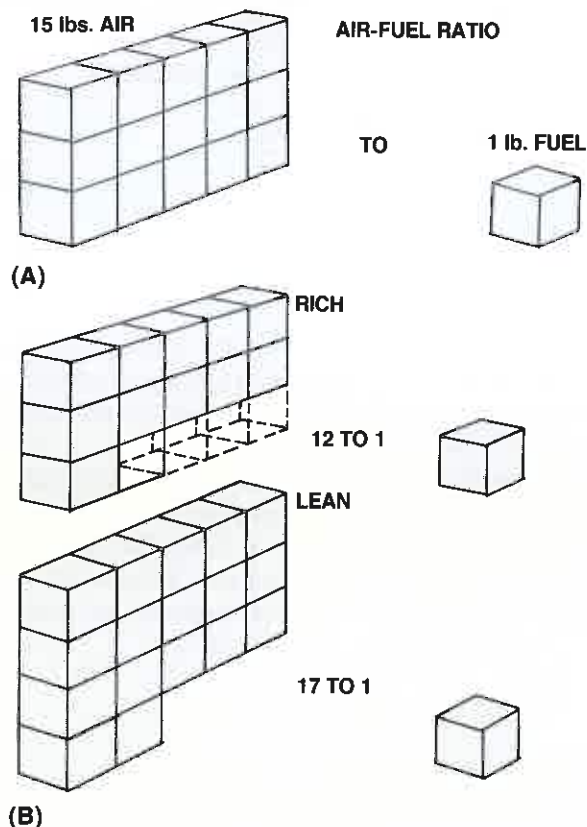 15 lbs. AIR
AIR-FUEL RATIO
TO
1 lb. FUEL
(A)
RICH
12 TO 1
LEAN
17 TO 1
(B)